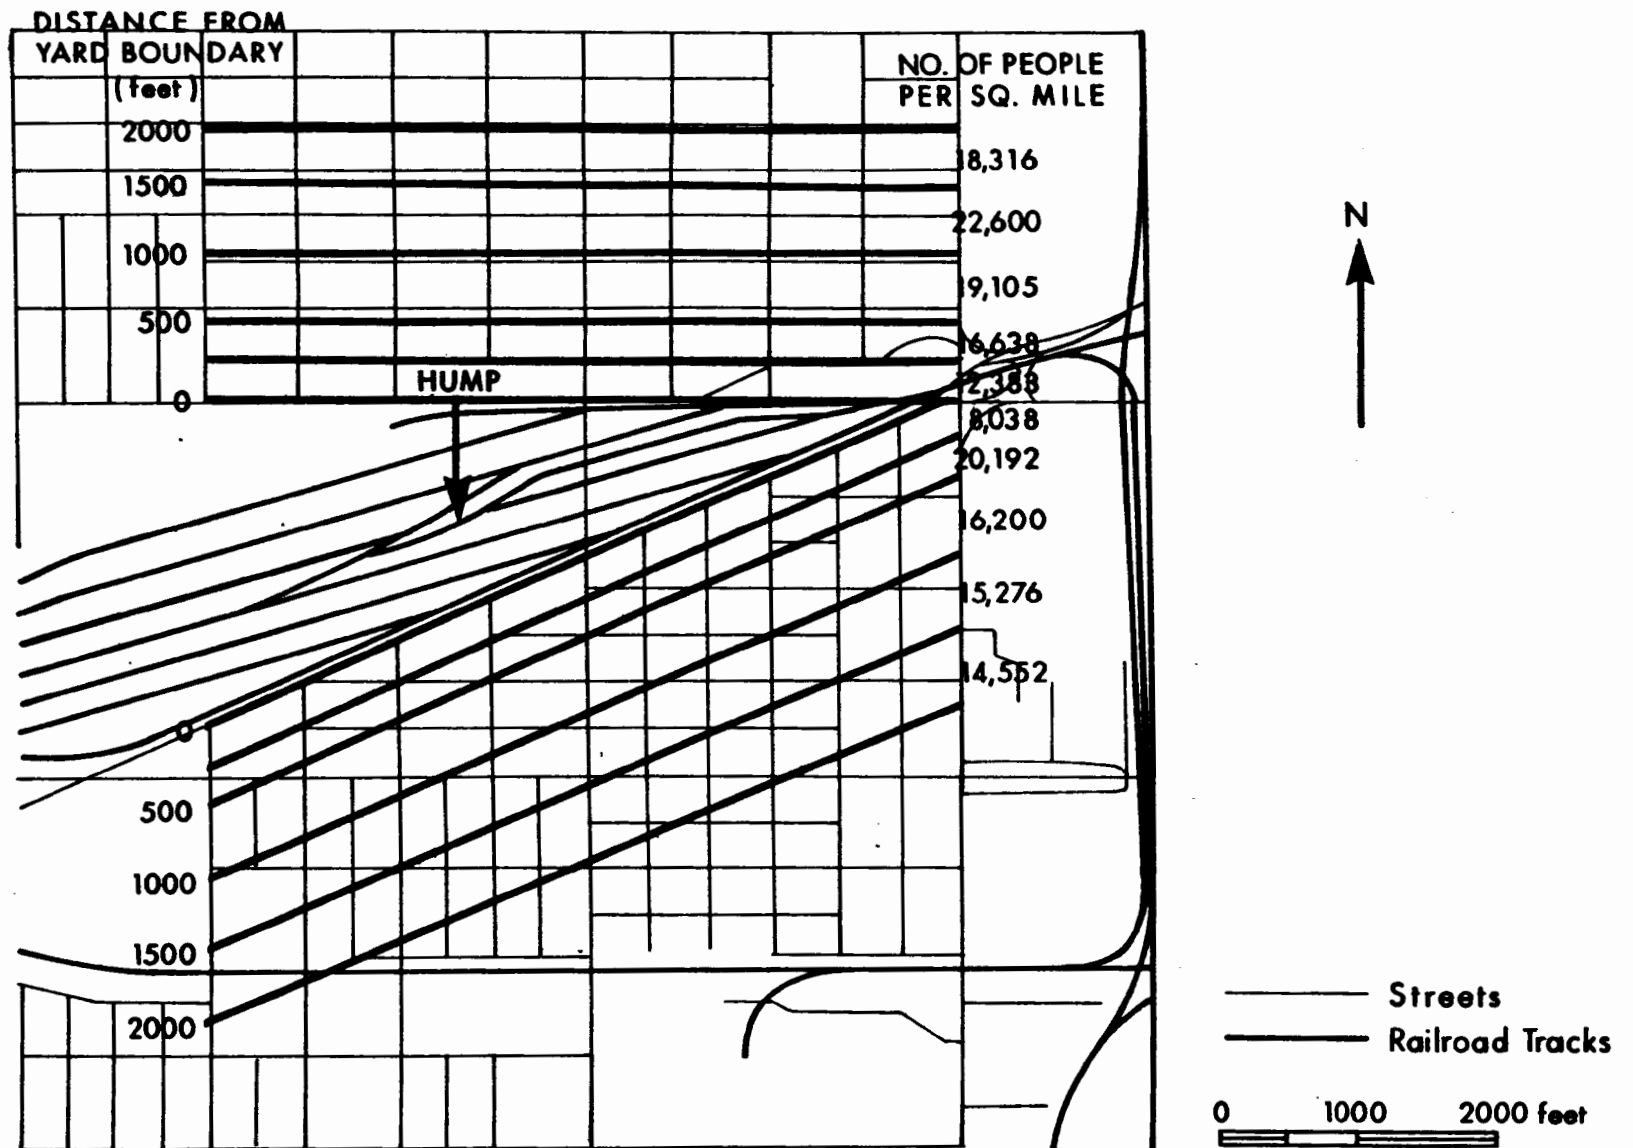 DISTANCE FROM
YARD BOUNDARY
(feet)
NO. OF PEOPLE
PER SQ. MILE
2000
18,316
1500
22,600
1000
19,105
500
16,638
HUMP
12,388
0
8,038
20,192
16,200
15,276
14,552
0
500
1000
1500
2000
N
Streets
Railroad Tracks
0 1000 2000 feet